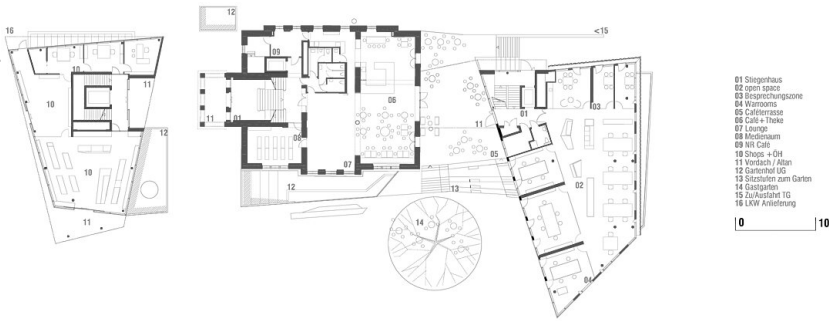 16
12
<15
09
10
11
10
06
11
01
01
03
12
08
11
05
07
10
02
12
13
11
14
04
01 Stiegenhaus
02 open space
03 Besprechungszone
04 Warrooms
05 Caféterrasse
06 Café+Theke
07 Lounge
08 Medienaum
09 NR Café
10 Shops +ÖH
11 Vordach / Altan
12 Gartenhof UG
13 Sitzstufen zum Garten
14 Gastgarten
15 Zu/Ausfahrt TG
16 LKW Anlieferung
0 10